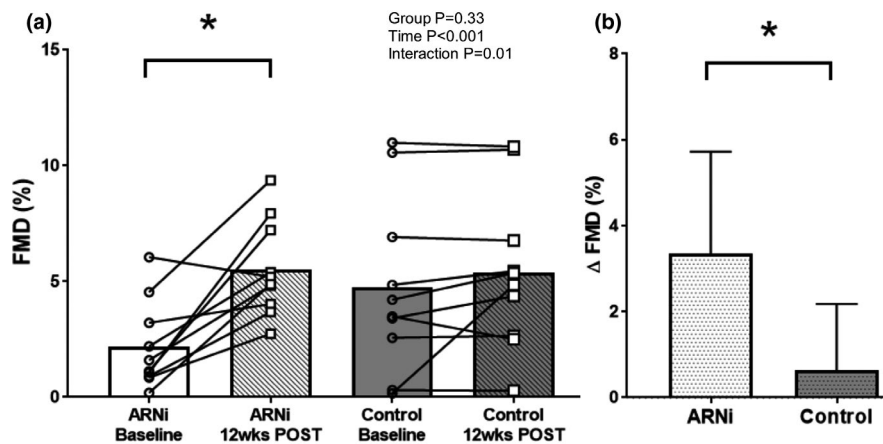 (a)
*
Group P=0.33
Time P<0.001
Interaction P=0.01
15
10
5
0
FMD (%)
ARNi
Baseline
ARNi
12wks POST
Control
Baseline
Control
12wks POST
(b)
*
8
6
4
2
0
Δ FMD (%)
ARNi
Control